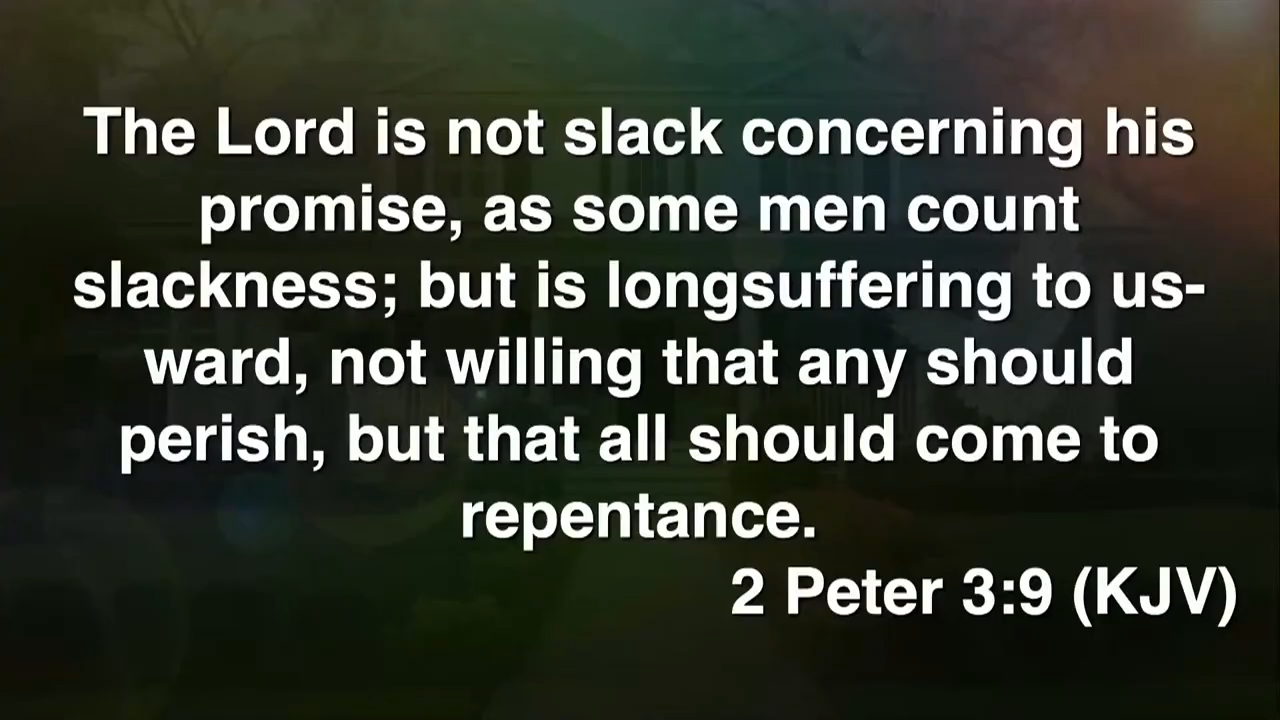 The Lord is not slack concerning his
promise, as some men count
slackness; but is longsuffering to us-
ward, not willing that any should
perish, but that all should come to
repentance.
2 Peter 3:9 (KJV)